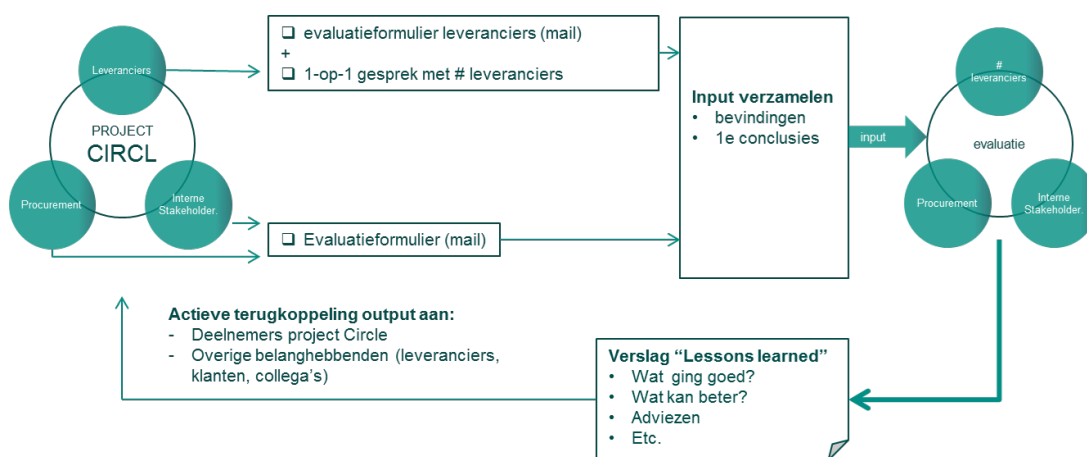 Leveranciers
PROJECT
CIRCL
Procurement
Interne
Stakeholder.
❑ evaluatieformulier leveranciers (mail)
+
❑ 1-op-1 gesprek met # leveranciers
❑ Evaluatieformulier (mail)
Input verzamelen
• bevindingen
• 1e conclusies
input
#
leveranciers
evaluatie
Procurement
Interne
Stakeholder.
Actieve terugkoppeling output aan:
- Deelnemers project Circle
- Overige belanghebbenden (leveranciers,
klanten, collega’s)
Verslag “Lessons learned”
• Wat ging goed?
• Wat kan beter?
• Adviezen
• Etc.